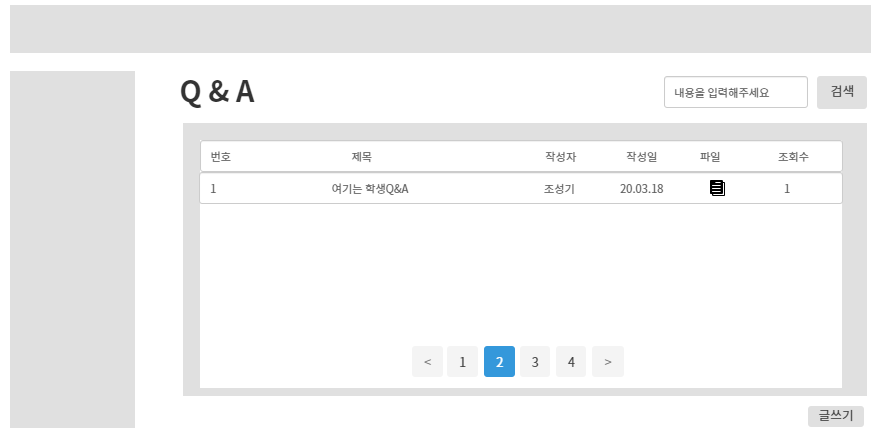 Q & A
내용을 입력해주세요 검색
번호 제목 작성자 작성일 파일 조회수
1 여기는 학생Q&A 조성기 20.03.18 1
< 1 2 3 4 >
글쓰기